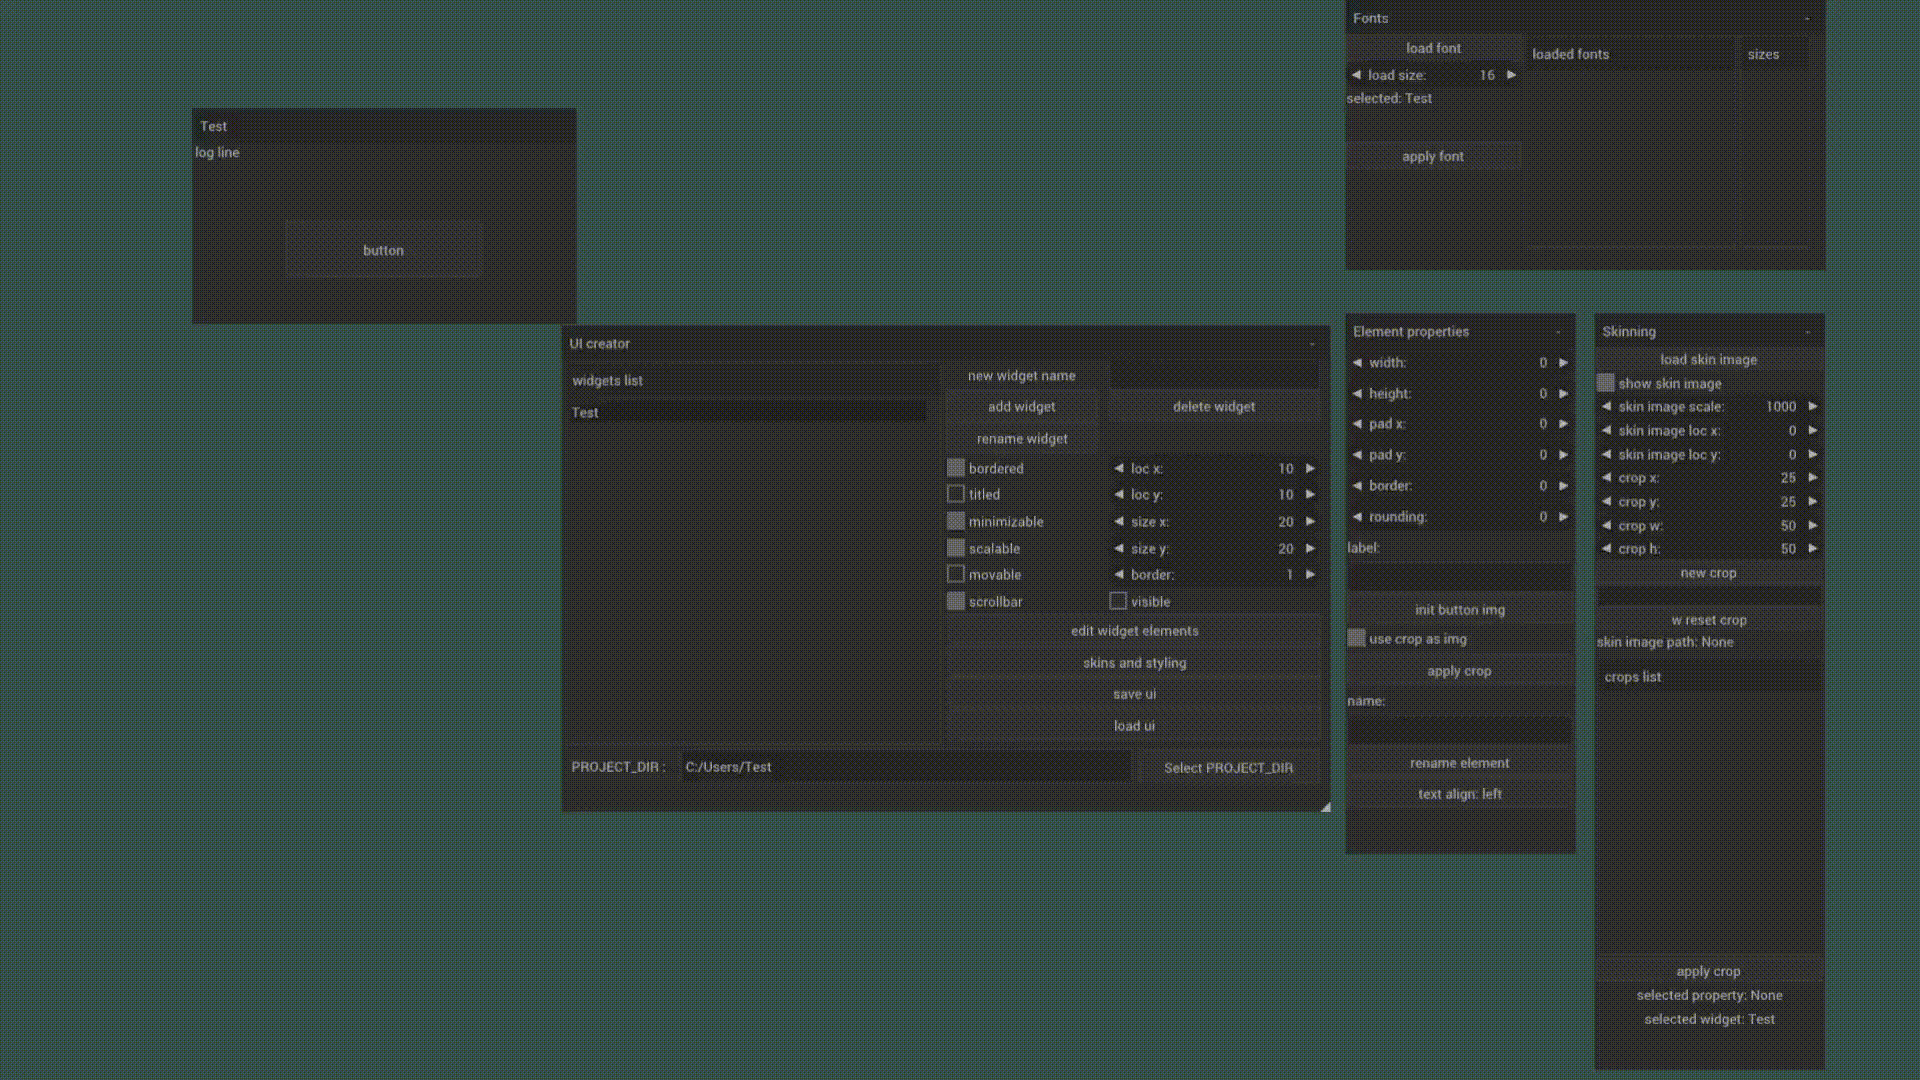 Fonts -
load font
load size: 16
selected: Test
apply font
loaded fonts
sizes
Test
log line
button
UI creator -
widgets list
Test
new widget name
add widget
delete widget
rename widget
bordered
titled
minimizable
scalable
movable
scrollbar
loc x: 10
loc y: 10
size x: 20
size y: 20
border: 1
visible
edit widget elements
skins and styling
save ui
load ui
PROJECT_DIR : C:/Users/Test
Select PROJECT_DIR
Element properties -
width: 0
height: 0
pad x: 0
pad y: 0
border: 0
rounding: 0
label:
init button img
use crop as img
apply crop
name:
rename element
text align: left
Skinning -
load skin image
show skin image
skin image scale: 1000
skin image loc x: 0
skin image loc y: 0
crop x: 25
crop y: 25
crop w: 50
crop h: 50
new crop
w reset crop
skin image path: None
crops list
apply crop
selected property: None
selected widget: Test